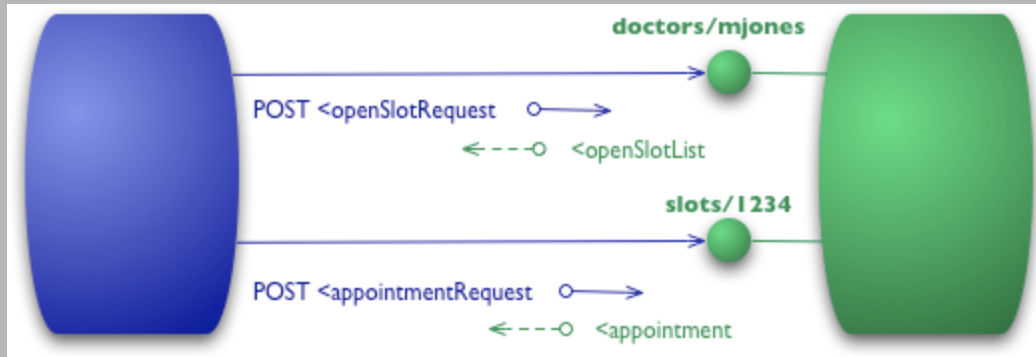 doctors/mjones
POST <openSlotRequest
<openSlotList
slots/1234
POST <appointmentRequest
<appointment